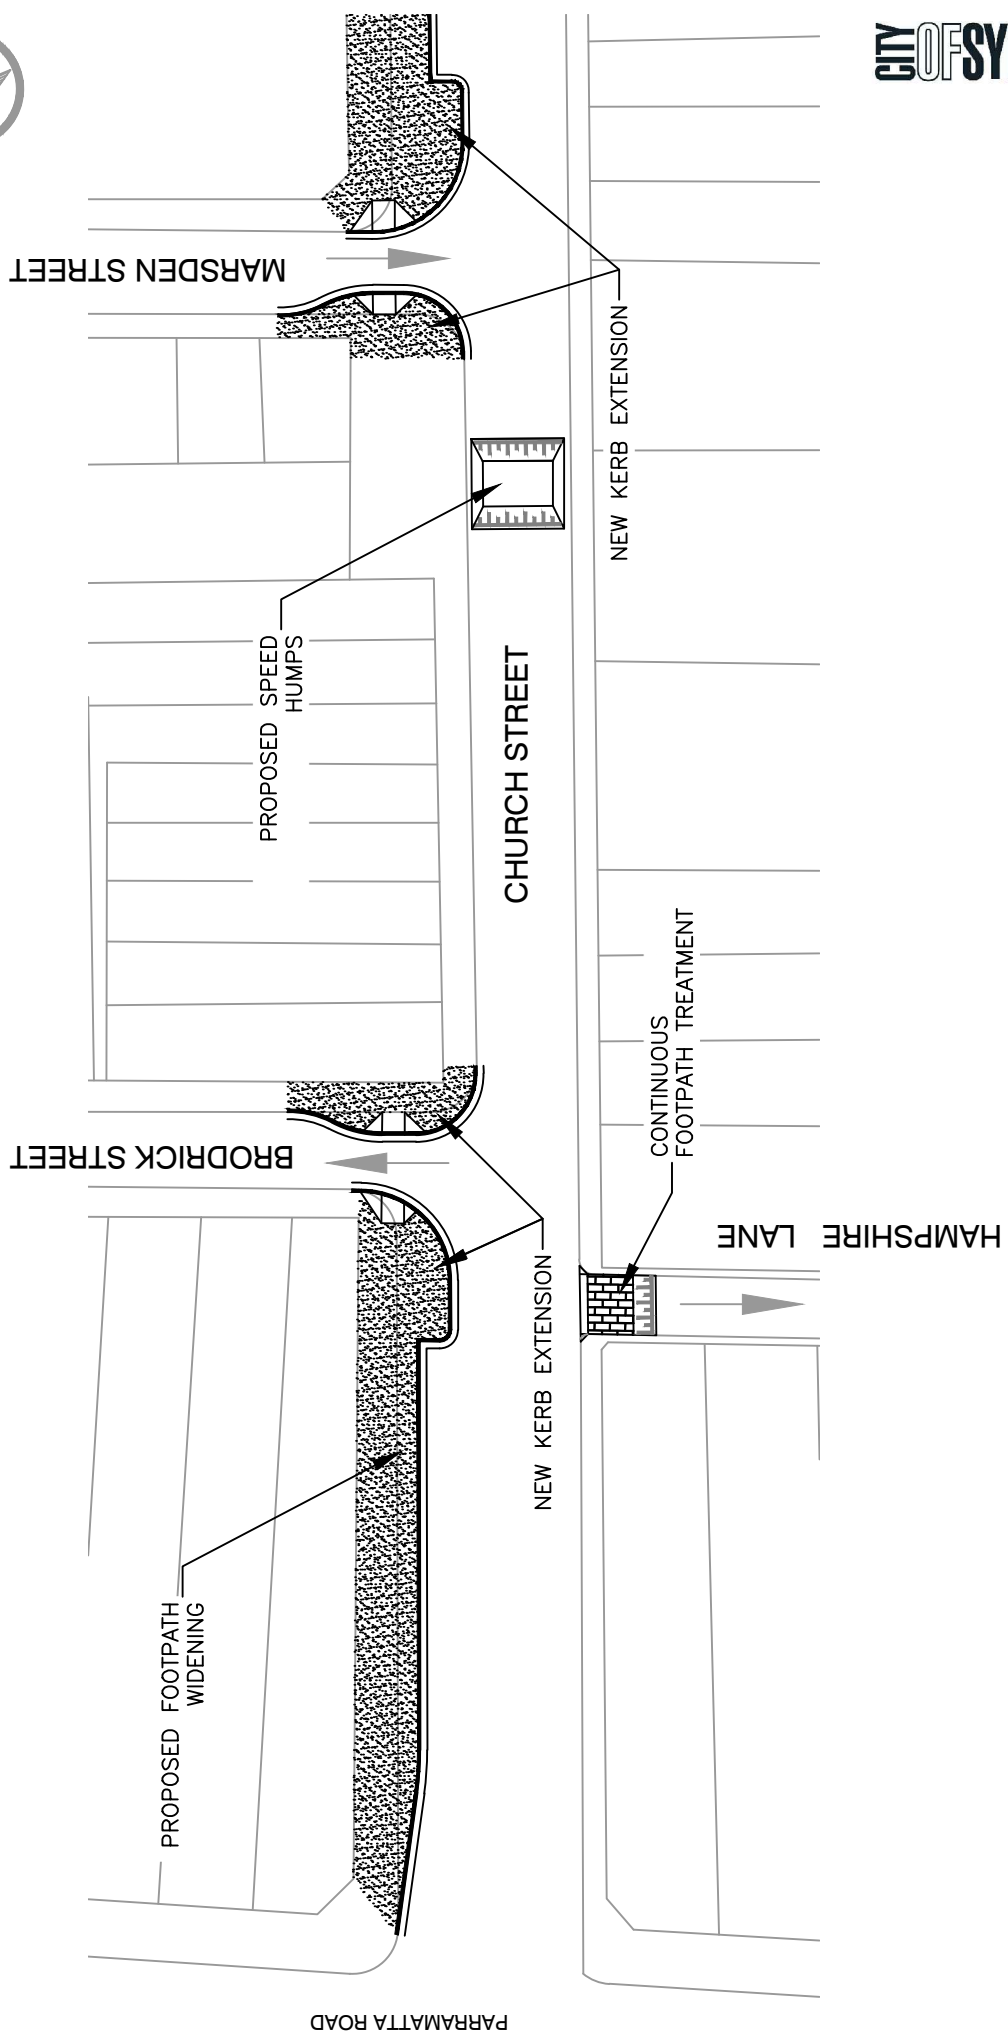 CITY OF SY
MARSDEN STREET
NEW KERB EXTENSION
PROPOSED SPEED
HUMPS
CHURCH STREET
CONTINUOUS
FOOTPATH TREATMENT
BRODRICK STREET
HAMPSHIRE LANE
NEW KERB EXTENSION
PROPOSED FOOTPATH
WIDENING
PARRAMATTA ROAD